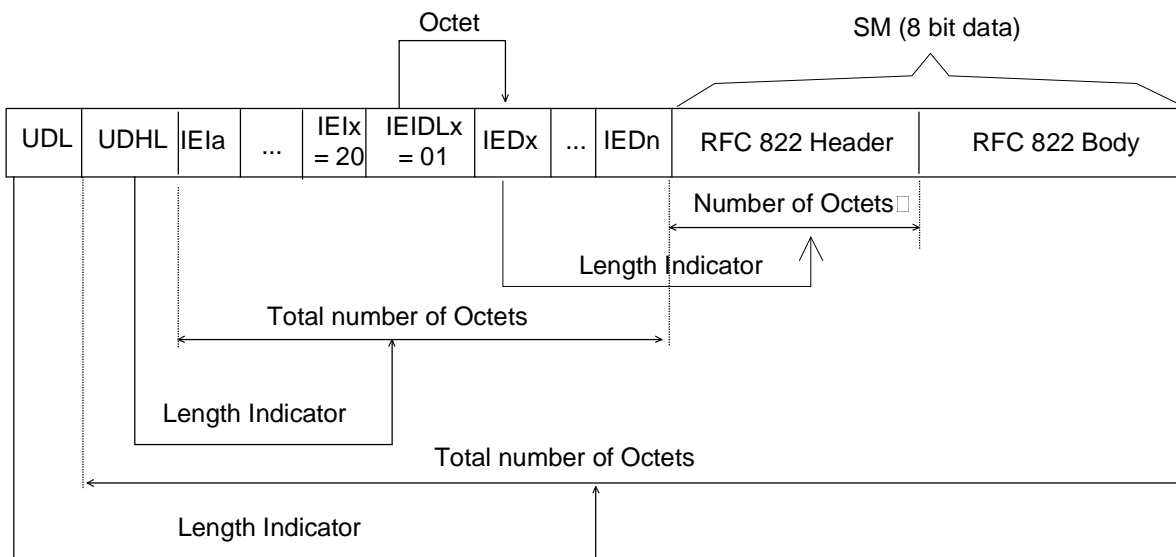 Octet
SM (8 bit data)
UDL
UDHL
IEIa
...
IEIx
= 20
IEIDLx
= 01
IEDx
...
IEDn
RFC 822 Header
RFC 822 Body
Number of Octets□
Length Indicator
Total number of Octets
Length Indicator
Total number of Octets
Length Indicator